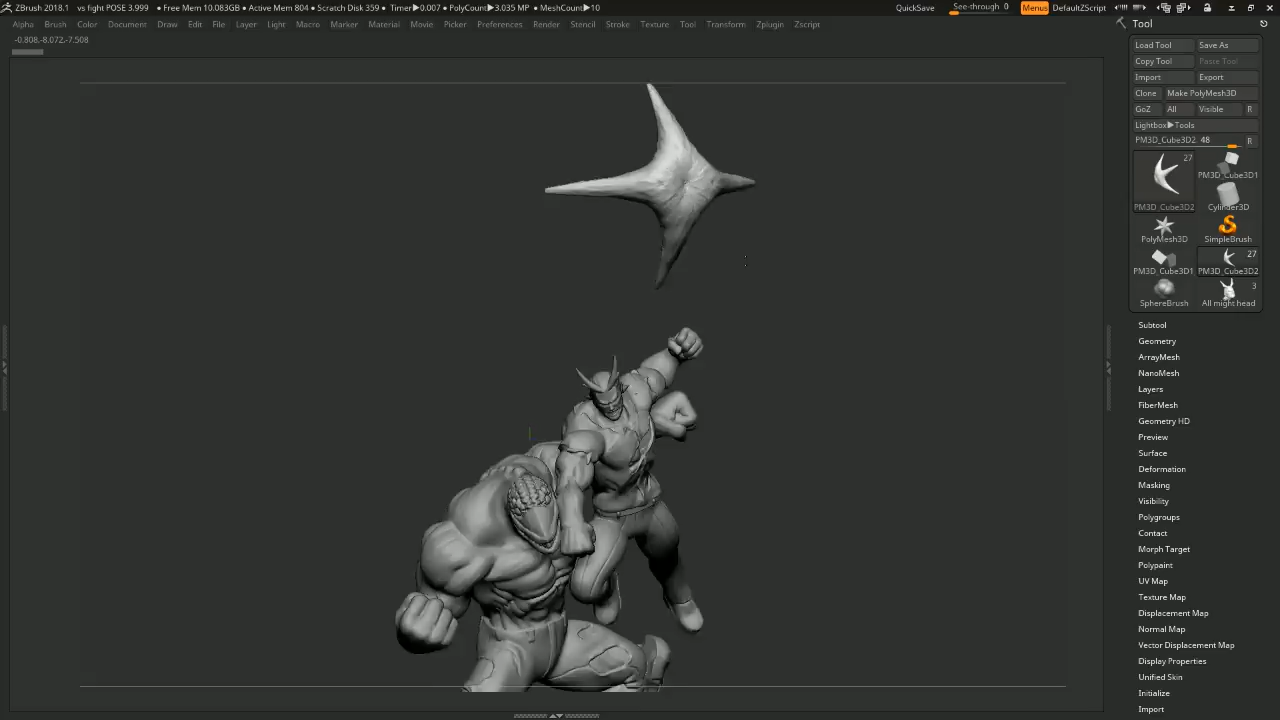 ZBrush 2018.1 vs fight POSE 3.999 • Free Mem 10.083GB • Active Mem 804 • Scratch Disk 359 • Timer▶0.007 • PolyCount▶3.035 MP • MeshCount▶10 QuickSave See-through 0 Menus DefaultZScript
Alpha Brush Color Document Draw Edit File Layer Light Macro Marker Material Movie Picker Preferences Render Stencil Stroke Texture Tool Transform Zplugin Zscript
-0.808,-8.072,-7.508
Tool
Load Tool Save As
Copy Tool Paste Tool
Import Export
Clone Make PolyMesh3D
GoZ All Visible R
Lightbox▶Tools
PM3D_Cube3D2 48 R
27
PM3D_Cube3D1
PM3D_Cube3D2 Cylinder3D
PolyMesh3D SimpleBrush
27
PM3D_Cube3D1 PM3D_Cube3D2
3
SphereBrush All might head
Subtool
Geometry
ArrayMesh
NanoMesh
Layers
FiberMesh
Geometry HD
Preview
Surface
Deformation
Masking
Visibility
Polygroups
Contact
Morph Target
Polypaint
UV Map
Texture Map
Displacement Map
Normal Map
Vector Displacement Map
Display Properties
Unified Skin
Initialize
Import